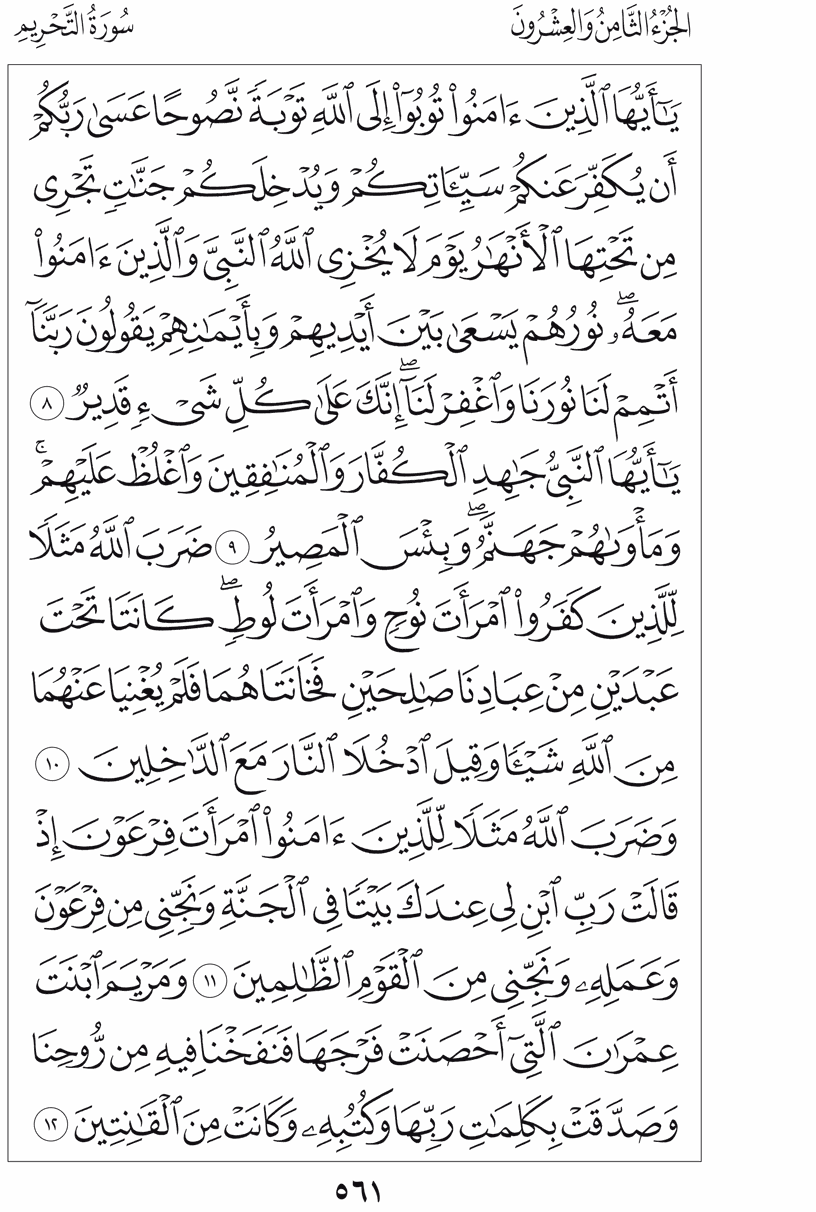 الجُزْءُ الثَّامِنُ وَالعِشْرُونَ
سُورَةُ التَّحْرِيمِ
يَٰٓأَيُّهَا ٱلَّذِينَ ءَامَنُوا۟ تُوبُوٓا۟ إِلَى ٱللَّهِ تَوْبَةً نَّصُوحًا عَسَىٰ رَبُّكُمْ
أَن يُكَفِّرَ عَنكُمْ سَيِّـَٔاتِكُمْ وَيُدْخِلَكُمْ جَنَّٰتٍ تَجْرِى
مِن تَحْتِهَا ٱلْأَنْهَٰرُ يَوْمَ لَا يُخْزِى ٱللَّهُ ٱلنَّبِىَّ وَٱلَّذِينَ ءَامَنُوا۟
مَعَهُۥۖ نُورُهُمْ يَسْعَىٰ بَيْنَ أَيْدِيهِمْ وَبِأَيْمَٰنِهِمْ يَقُولُونَ رَبَّنَآ
أَتْمِمْ لَنَا نُورَنَا وَٱغْفِرْ لَنَآۖ إِنَّكَ عَلَىٰ كُلِّ شَىْءٍ قَدِيرٌ ٨
يَٰٓأَيُّهَا ٱلنَّبِىُّ جَٰهِدِ ٱلْكُفَّارَ وَٱلْمُنَٰفِقِينَ وَٱغْلُظْ عَلَيْهِمْۚ
وَمَأْوَىٰهُمْ جَهَنَّمُۖ وَبِئْسَ ٱلْمَصِيرُ ٩ ضَرَبَ ٱللَّهُ مَثَلًا
لِّلَّذِينَ كَفَرُوا۟ ٱمْرَأَتَ نُوحٍ وَٱمْرَأَتَ لُوطٍۖ كَانَتَا تَحْتَ
عَبْدَيْنِ مِنْ عِبَادِنَا صَٰلِحَيْنِ فَخَانَتَاهُمَا فَلَمْ يُغْنِيَا عَنْهُمَا
مِنَ ٱللَّهِ شَيْـًٔا وَقِيلَ ٱدْخُلَا ٱلنَّارَ مَعَ ٱلدَّٰخِلِينَ ١٠
وَضَرَبَ ٱللَّهُ مَثَلًا لِّلَّذِينَ ءَامَنُوا۟ ٱمْرَأَتَ فِرْعَوْنَ إِذْ
قَالَتْ رَبِّ ٱبْنِ لِى عِندَكَ بَيْتًا فِى ٱلْجَنَّةِ وَنَجِّنِى مِن فِرْعَوْنَ
وَعَمَلِهِۦ وَنَجِّنِى مِنَ ٱلْقَوْمِ ٱلظَّٰلِمِينَ ١١ وَمَرْيَمَ ٱبْنَتَ
عِمْرَٰنَ ٱلَّتِىٓ أَحْصَنَتْ فَرْجَهَا فَنَفَخْنَا فِيهِ مِن رُّوحِنَا
وَصَدَّقَتْ بِكَلِمَٰتِ رَبِّهَا وَكُتُبِهِۦ وَكَانَتْ مِنَ ٱلْقَٰنِتِينَ ١٢
٥٦١